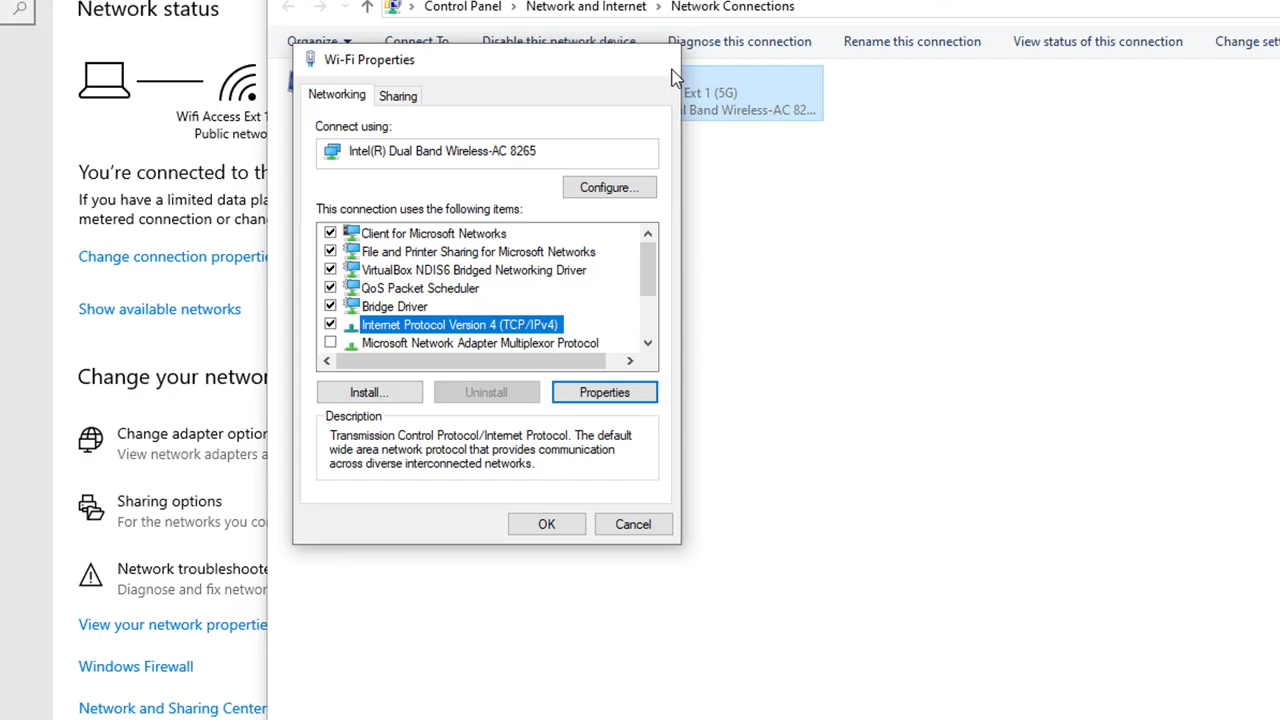 Network status
Wifi Access Ext 1
Public netwo
You're connected to th
If you have a limited data pla
metered connection or chan
Change connection properti
Show available networks
Change your networ
Change adapter option
View network adapters a
Sharing options
For the networks you co
Network troubleshoote
Diagnose and fix networ
View your network propertie
Windows Firewall
Network and Sharing Center
Control Panel > Network and Internet > Network Connections
Organize Connect To Disable this network device Diagnose this connection Rename this connection View status of this connection Change set
Ext 1 (5G)
l Band Wireless-AC 82...
Wi-Fi Properties
Networking Sharing
Connect using:
Intel(R) Dual Band Wireless-AC 8265
Configure...
This connection uses the following items:
Client for Microsoft Networks
File and Printer Sharing for Microsoft Networks
VirtualBox NDIS6 Bridged Networking Driver
QoS Packet Scheduler
Bridge Driver
Internet Protocol Version 4 (TCP/IPv4)
Microsoft Network Adapter Multiplexor Protocol
Install... Uninstall Properties
Description
Transmission Control Protocol/Internet Protocol. The default
wide area network protocol that provides communication
across diverse interconnected networks.
OK Cancel